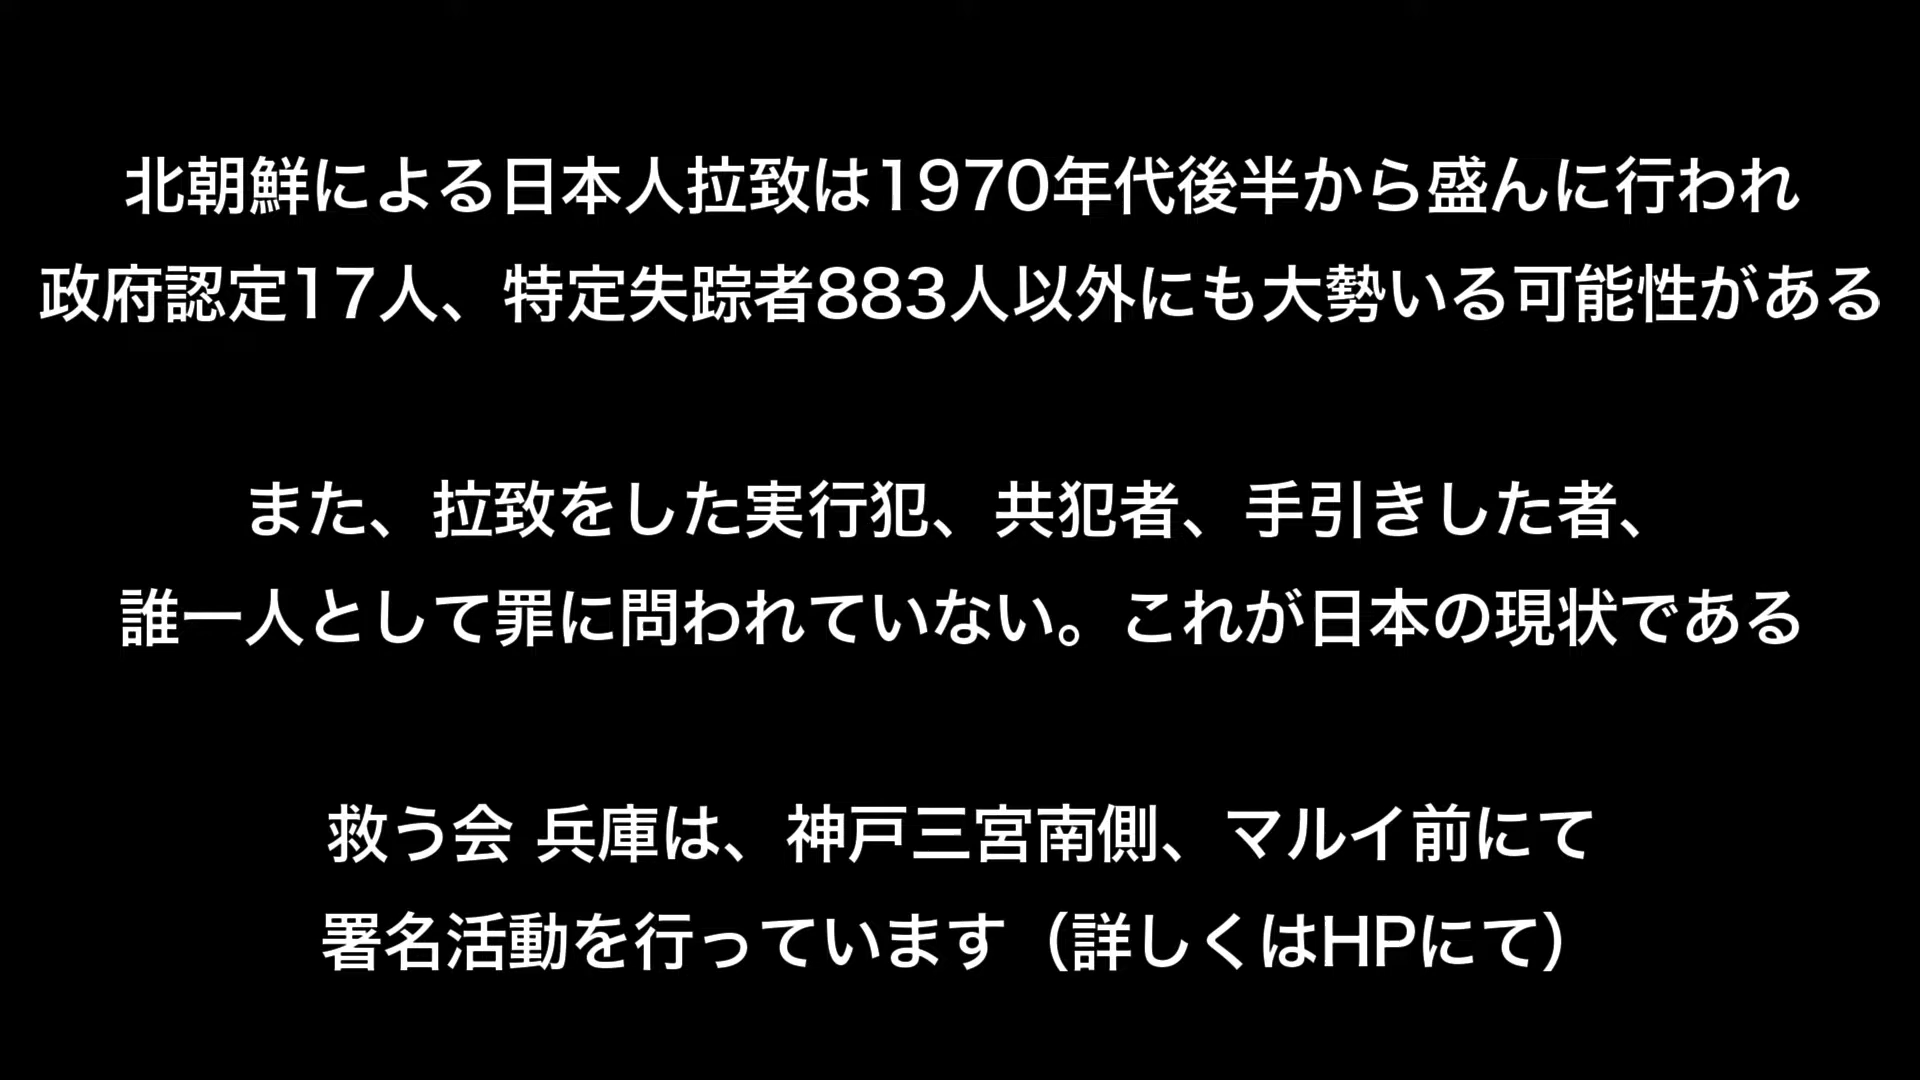 北朝鮮による日本人拉致は1970年代後半から盛んに行われ
政府認定17人、特定失踪者883人以外にも大勢いる可能性がある
また、拉致をした実行犯、共犯者、手引きした者、
誰一人として罪に問われていない。これが日本の現状である
救う会 兵庫は、神戸三宮南側、マルイ前にて
署名活動を行っています（詳しくはHPにて）